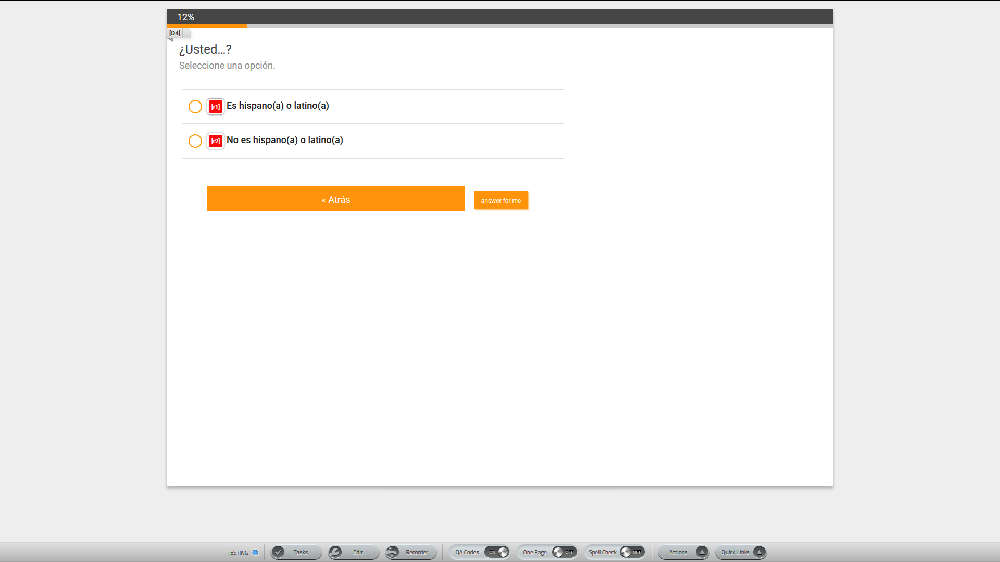 12%
[D4]
¿Usted...?
Seleccione una opción.
[r1] Es hispano(a) o latino(a)
[r2] No es hispano(a) o latino(a)
« Atrás
answer for me
TESTING
Tasks
Edit
Recorder
QA Codes ON
One Page OFF
Spell Check OFF
Actions
Quick Links